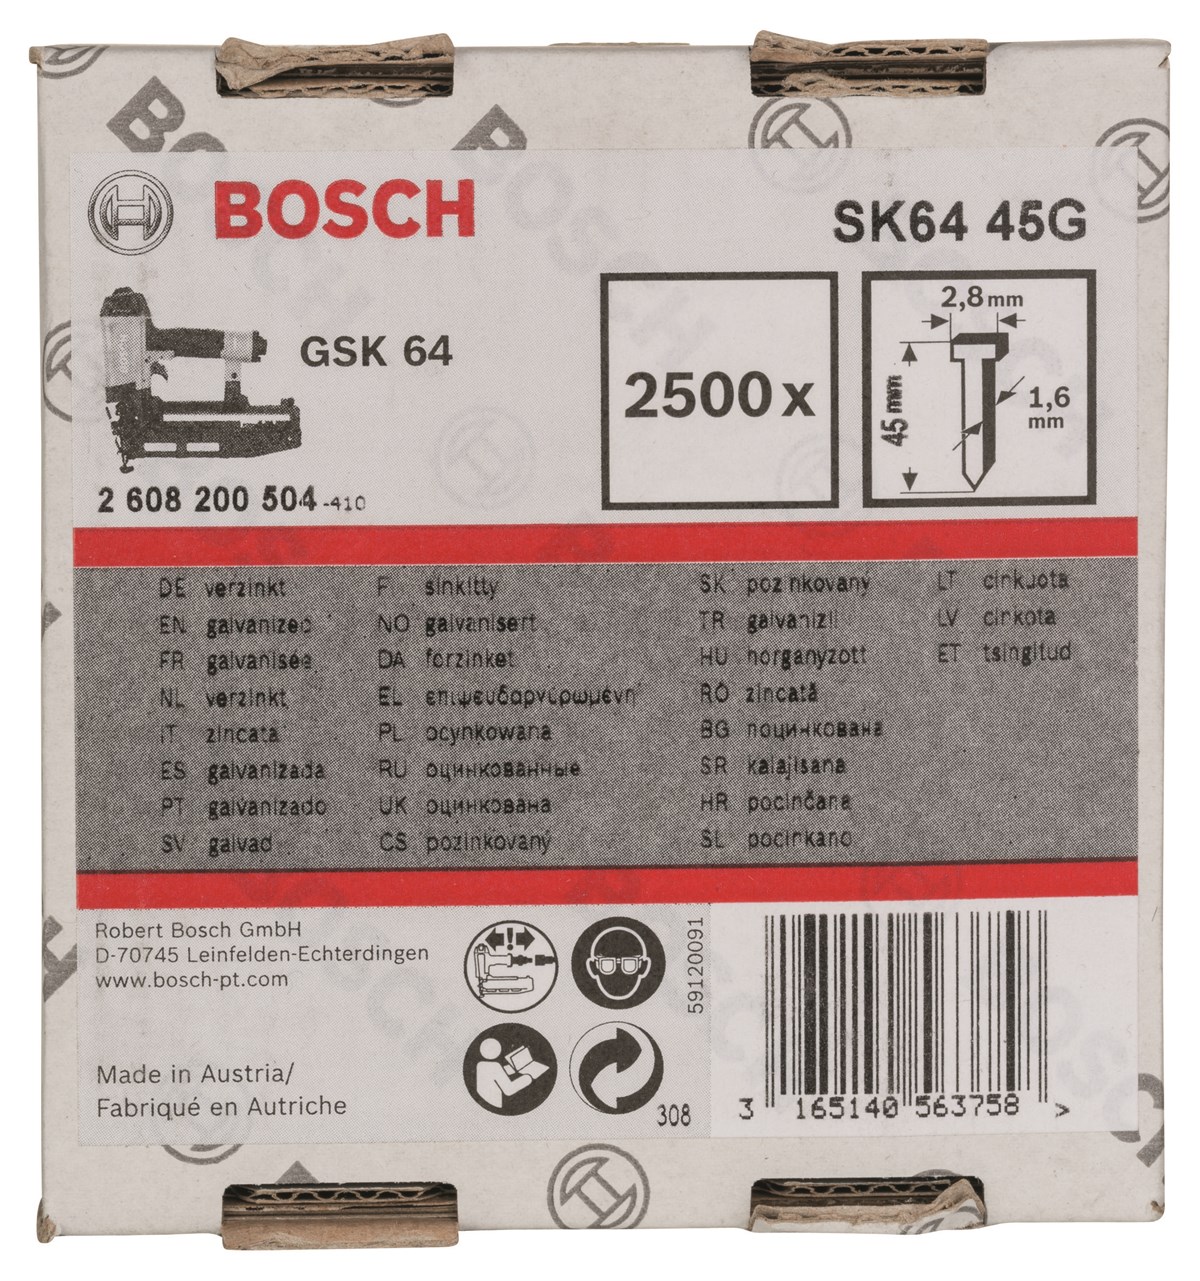 BOSCH
SK64 45G
GSK 64
2500 x
2,8 mm
45 mm
1,6
mm
2 608 200 504 -410
DE verzinkt
EN galvanized
FR galvanisée
NL verzinkt
IT zincata
ES galvanizada
PT galvanizado
SV galvad
F sinkitty
NO galvanisert
DA forzinket
EL επιψευδαργυρωμένη
PL ocynkowana
RU оцинкованные
UK оцинкована
CS pozinkovaný
SK pozinkovaný
TR galvanizli
HU horganyzott
RO zincată
BG поцинкована
SR kalajisana
HR pocinčana
SL pocinkano
LT cinkuota
LV cinkota
ET tsingitud
Robert Bosch GmbH
D-70745 Leinfelden-Echterdingen
www.bosch-pt.com
Made in Austria/
Fabriqué en Autriche
308
59120091
3 165140 563758 >